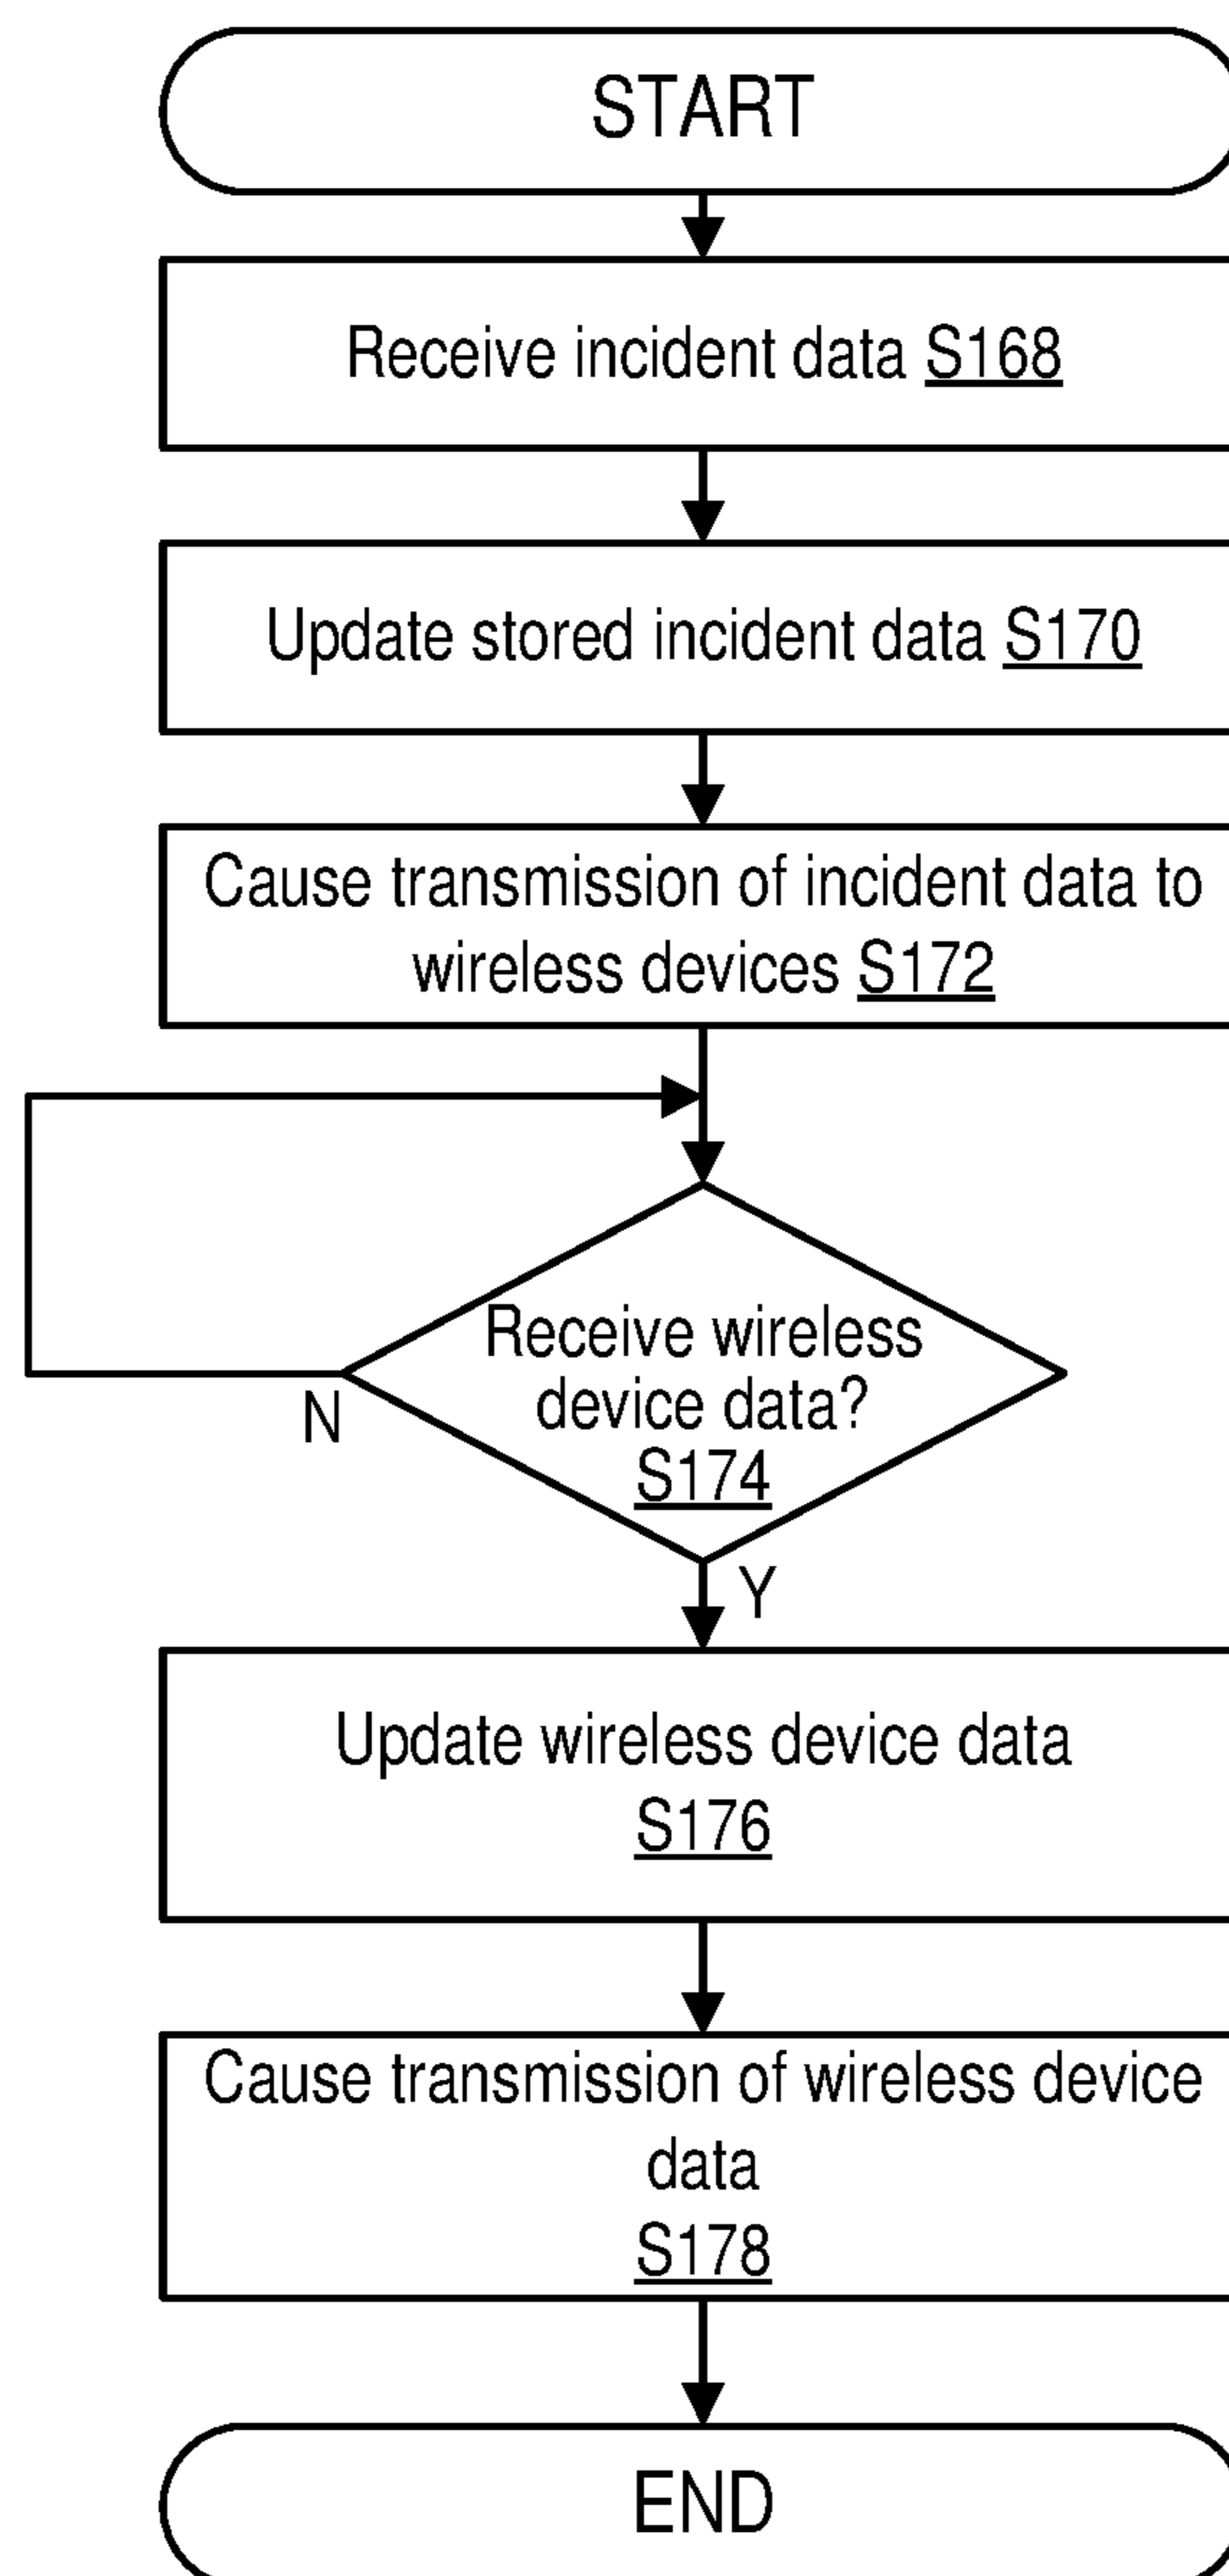 START
Receive incident data S168
Update stored incident data S170
Cause transmission of incident data to
wireless devices S172
Receive wireless
device data?
S174
N
Y
Update wireless device data
S176
Cause transmission of wireless device
data
S178
END